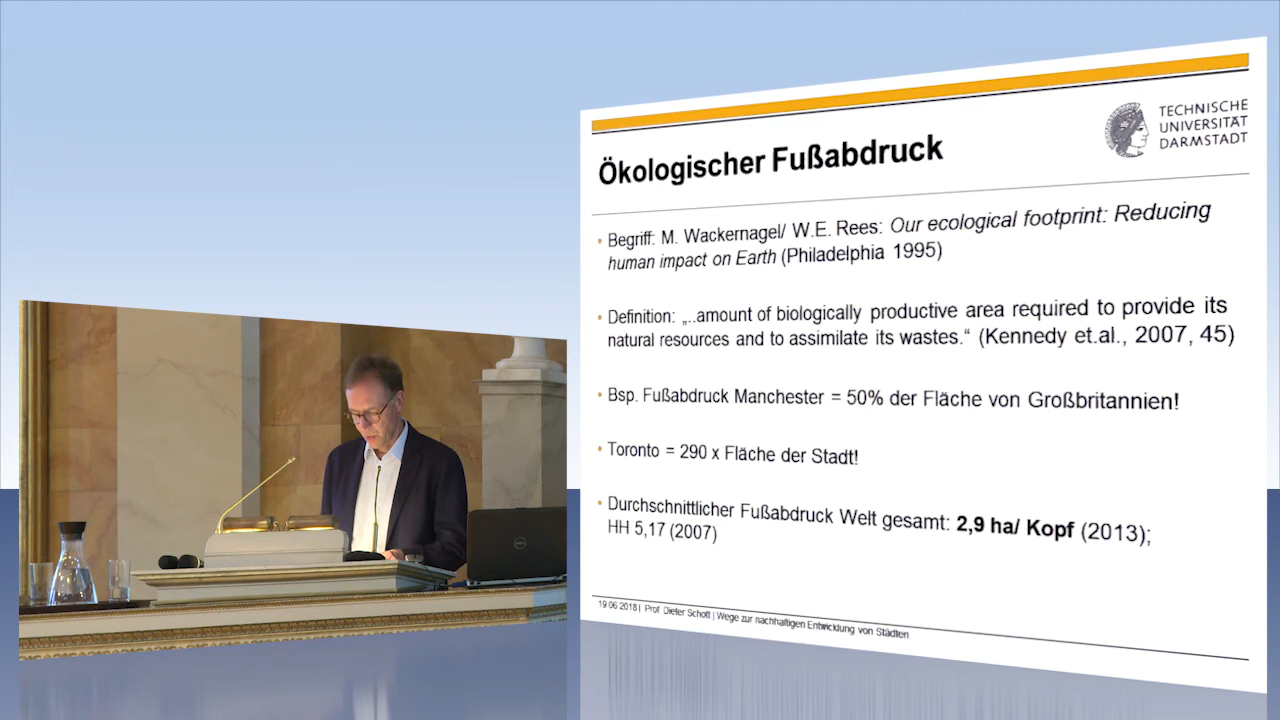 TECHNISCHE
UNIVERSITÄT
DARMSTADT
Ökologischer Fußabdruck
Begriff: M. Wackernagel/ W.E. Rees: Our ecological footprint: Reducing
human impact on Earth (Philadelphia 1995)
Definition: „..amount of biologically productive area required to provide its
natural resources and to assimilate its wastes.“ (Kennedy et.al., 2007, 45)
Bsp. Fußabdruck Manchester = 50% der Fläche von Großbritannien!
Toronto = 290 x Fläche der Stadt!
Durchschnittlicher Fußabdruck Welt gesamt: 2,9 ha/ Kopf (2013);
HH 5,17 (2007)
19.06.2018 | Prof. Dieter Schott | Wege zur nachhaltigen Entwicklung von Städten
DELL